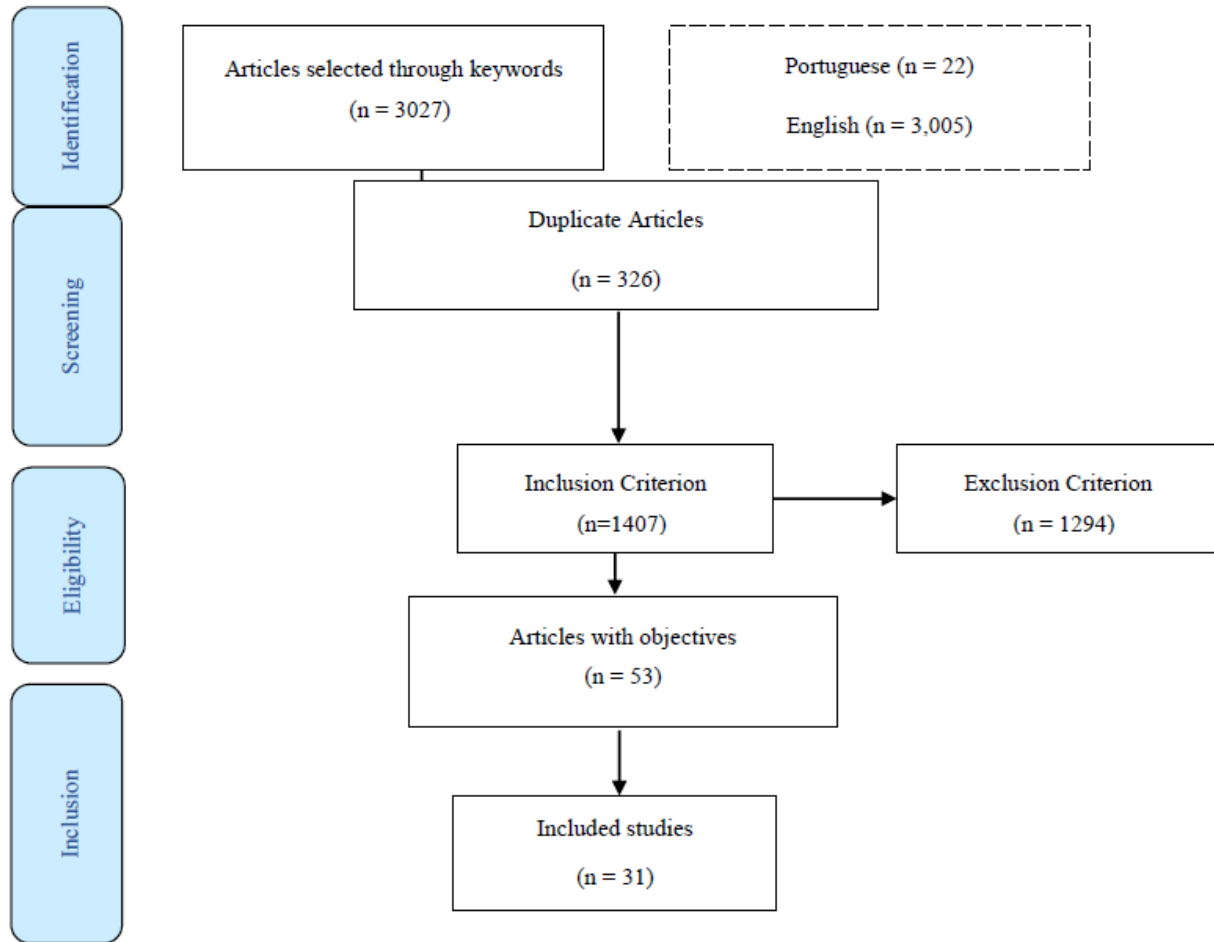 Identification
Articles selected through keywords
(n = 3027)
Portuguese (n = 22)
English (n = 3,005)
Screening
Duplicate Articles
(n = 326)
Eligibility
Inclusion Criterion
(n=1407)
Exclusion Criterion
(n = 1294)
Articles with objectives
(n = 53)
Inclusion
Included studies
(n = 31)